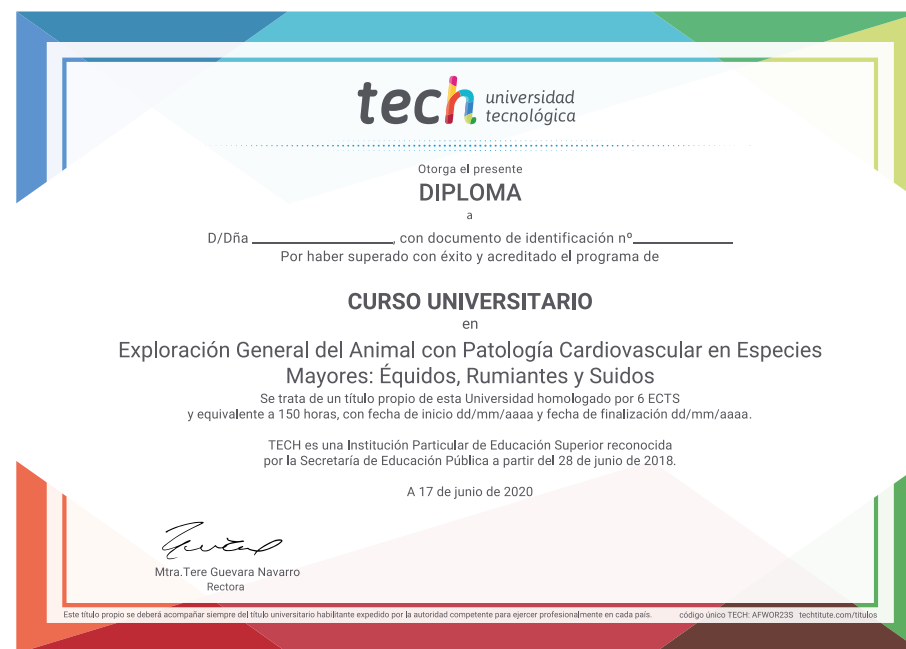 tech universidad
tecnológica
Otorga el presente
DIPLOMA
a
D/Dña ____________________, con documento de identificación nº______________
Por haber superado con éxito y acreditado el programa de
CURSO UNIVERSITARIO
en
Exploración General del Animal con Patología Cardiovascular en Especies
Mayores: Équidos, Rumiantes y Suidos
Se trata de un título propio de esta Universidad homologado por 6 ECTS
y equivalente a 150 horas, con fecha de inicio dd/mm/aaaa y fecha de finalización dd/mm/aaaa.
TECH es una Institución Particular de Educación Superior reconocida
por la Secretaría de Educación Pública a partir del 28 de junio de 2018.
A 17 de junio de 2020
Mtra.Tere Guevara Navarro
Rectora
Este título propio se deberá acompañar siempre del título universitario habilitante expedido por la autoridad competente para ejercer profesionalmente en cada país. código único TECH: AFWOR23S techtitute.com/titulos